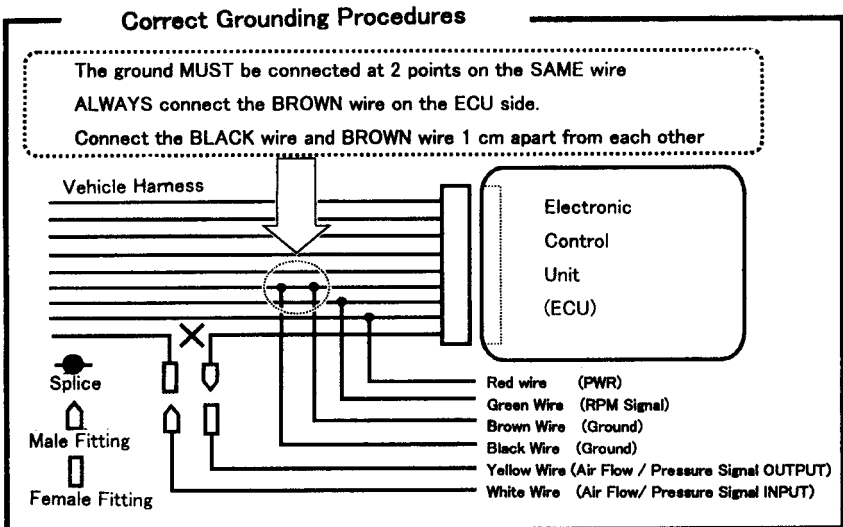 Correct Grounding Procedures
The ground MUST be connected at 2 points on the SAME wire
ALWAYS connect the BROWN wire on the ECU side.
Connect the BLACK wire and BROWN wire 1 cm apart from each other
Vehicle Harness
Electronic
Control
Unit
(ECU)
Splice
Male Fitting
Female Fitting
Red wire (PWR)
Green Wire (RPM Signal)
Brown Wire (Ground)
Black Wire (Ground)
Yellow Wire (Air Flow / Pressure Signal OUTPUT)
White Wire (Air Flow/ Pressure Signal INPUT)